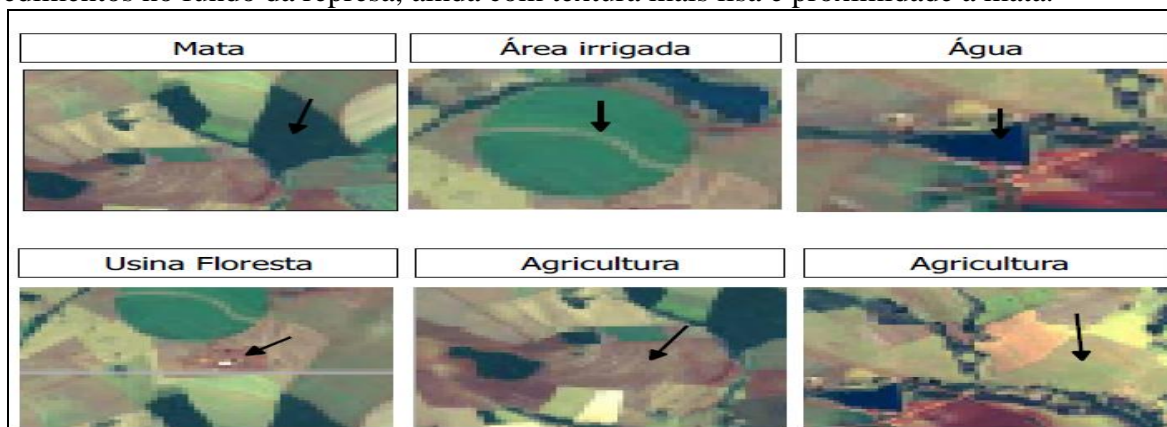 edimentos no fundo da represa, ainda com textura mais lisa e proximidade à mata.
Mata
Área irrigada
Água
Usina Floresta
Agricultura
Agricultura